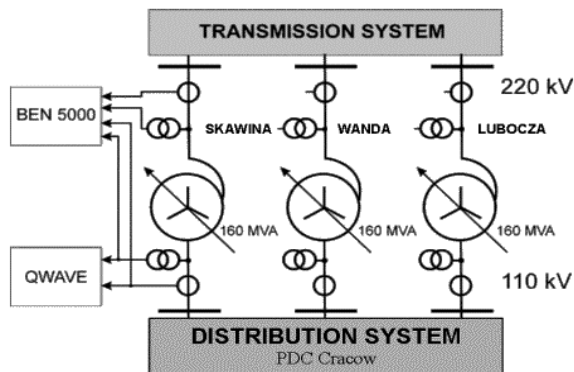 TRANSMISSION SYSTEM
220 kV
BEN 5000
SKAWINA
WANDA
LUBOCZA
160 MVA
160 MVA
160 MVA
QWAVE
110 kV
DISTRIBUTION SYSTEM
PDC Cracow